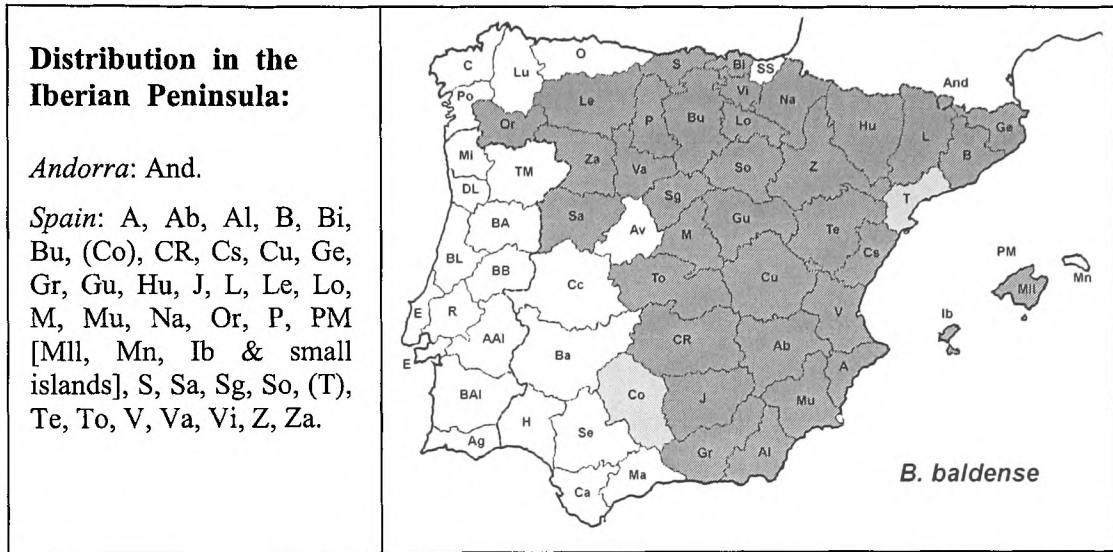 Distribution in the
Iberian Peninsula:
Andorra: And.
Spain: A, Ab, Al, B, Bi,
Bu, (Co), CR, Cs, Cu, Ge,
Gr, Gu, Hu, J, L, Le, Lo,
M, Mu, Na, Or, P, PM
[Mll, Mn, Ib & small
islands], S, Sa, Sg, So, (T),
Te, To, V, Va, Vi, Z, Za.
C
Lu
O
S
Bi
SS
Po
Or
Le
P
Bu
Vi
Lo
Na
Hu
And
L
Ge
B
Mi
TM
Za
Va
So
Z
T
DL
BA
Sa
Sg
Av
M
Gu
Te
Cs
PM
Mll
Mn
BL
BB
Cc
To
Cu
V
Ib
E
R
AAl
Ba
CR
Ab
A
E
BAl
Co
J
Mu
Ag
H
Se
Gr
Al
Ca
Ma
B. baldense